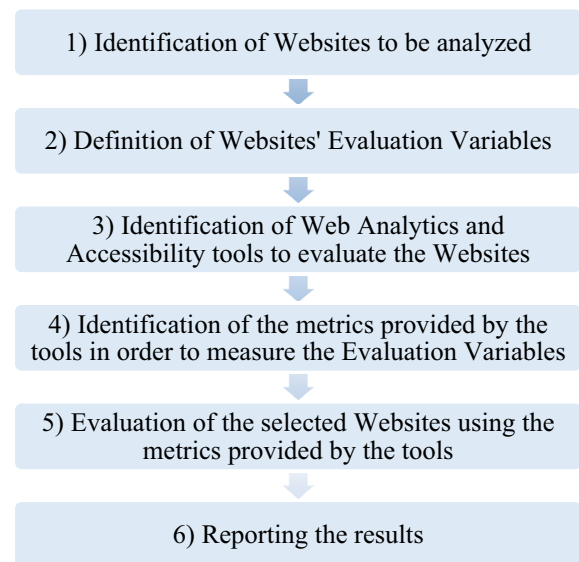 1) Identification of Websites to be analyzed
2) Definition of Websites' Evaluation Variables
3) Identification of Web Analytics and
Accessibility tools to evaluate the Websites
4) Identification of the metrics provided by the
tools in order to measure the Evaluation Variables
5) Evaluation of the selected Websites using the
metrics provided by the tools
6) Reporting the results